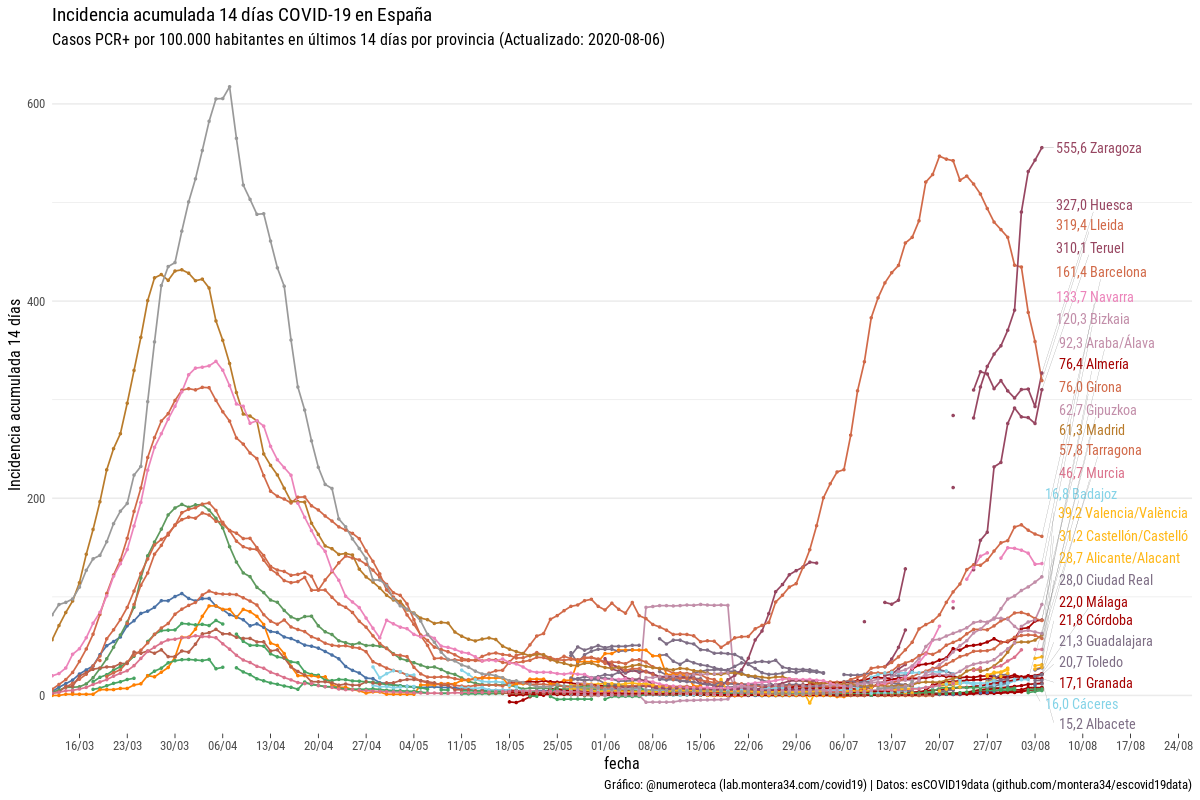 Incidencia acumulada 14 días COVID-19 en España
Casos PCR+ por 100.000 habitantes en últimos 14 días por provincia (Actualizado: 2020-08-06)
Incidencia acumulada 14 días
600
400
200
0
555,6 Zaragoza
327,0 Huesca
319,4 Lleida
310,1 Teruel
161,4 Barcelona
133,7 Navarra
120,3 Bizkaia
92,3 Araba/Álava
76,4 Almería
76,0 Girona
62,7 Gipuzkoa
61,3 Madrid
57,8 Tarragona
46,7 Murcia
16,8 Badajoz
39,2 Valencia/València
31,2 Castellón/Castelló
28,7 Alicante/Alacant
28,0 Ciudad Real
22,0 Málaga
21,8 Córdoba
21,3 Guadalajara
20,7 Toledo
17,1 Granada
16,0 Cáceres
15,2 Albacete
16/03 23/03 30/03 06/04 13/04 20/04 27/04 04/05 11/05 18/05 25/05 01/06 08/06 15/06 22/06 29/06 06/07 13/07 20/07 27/07 03/08 10/08 17/08 24/08
fecha
Gráfico: @numeroteca (lab.montera34.com/covid19) | Datos: esCOVID19data (github.com/montera34/escovid19data)